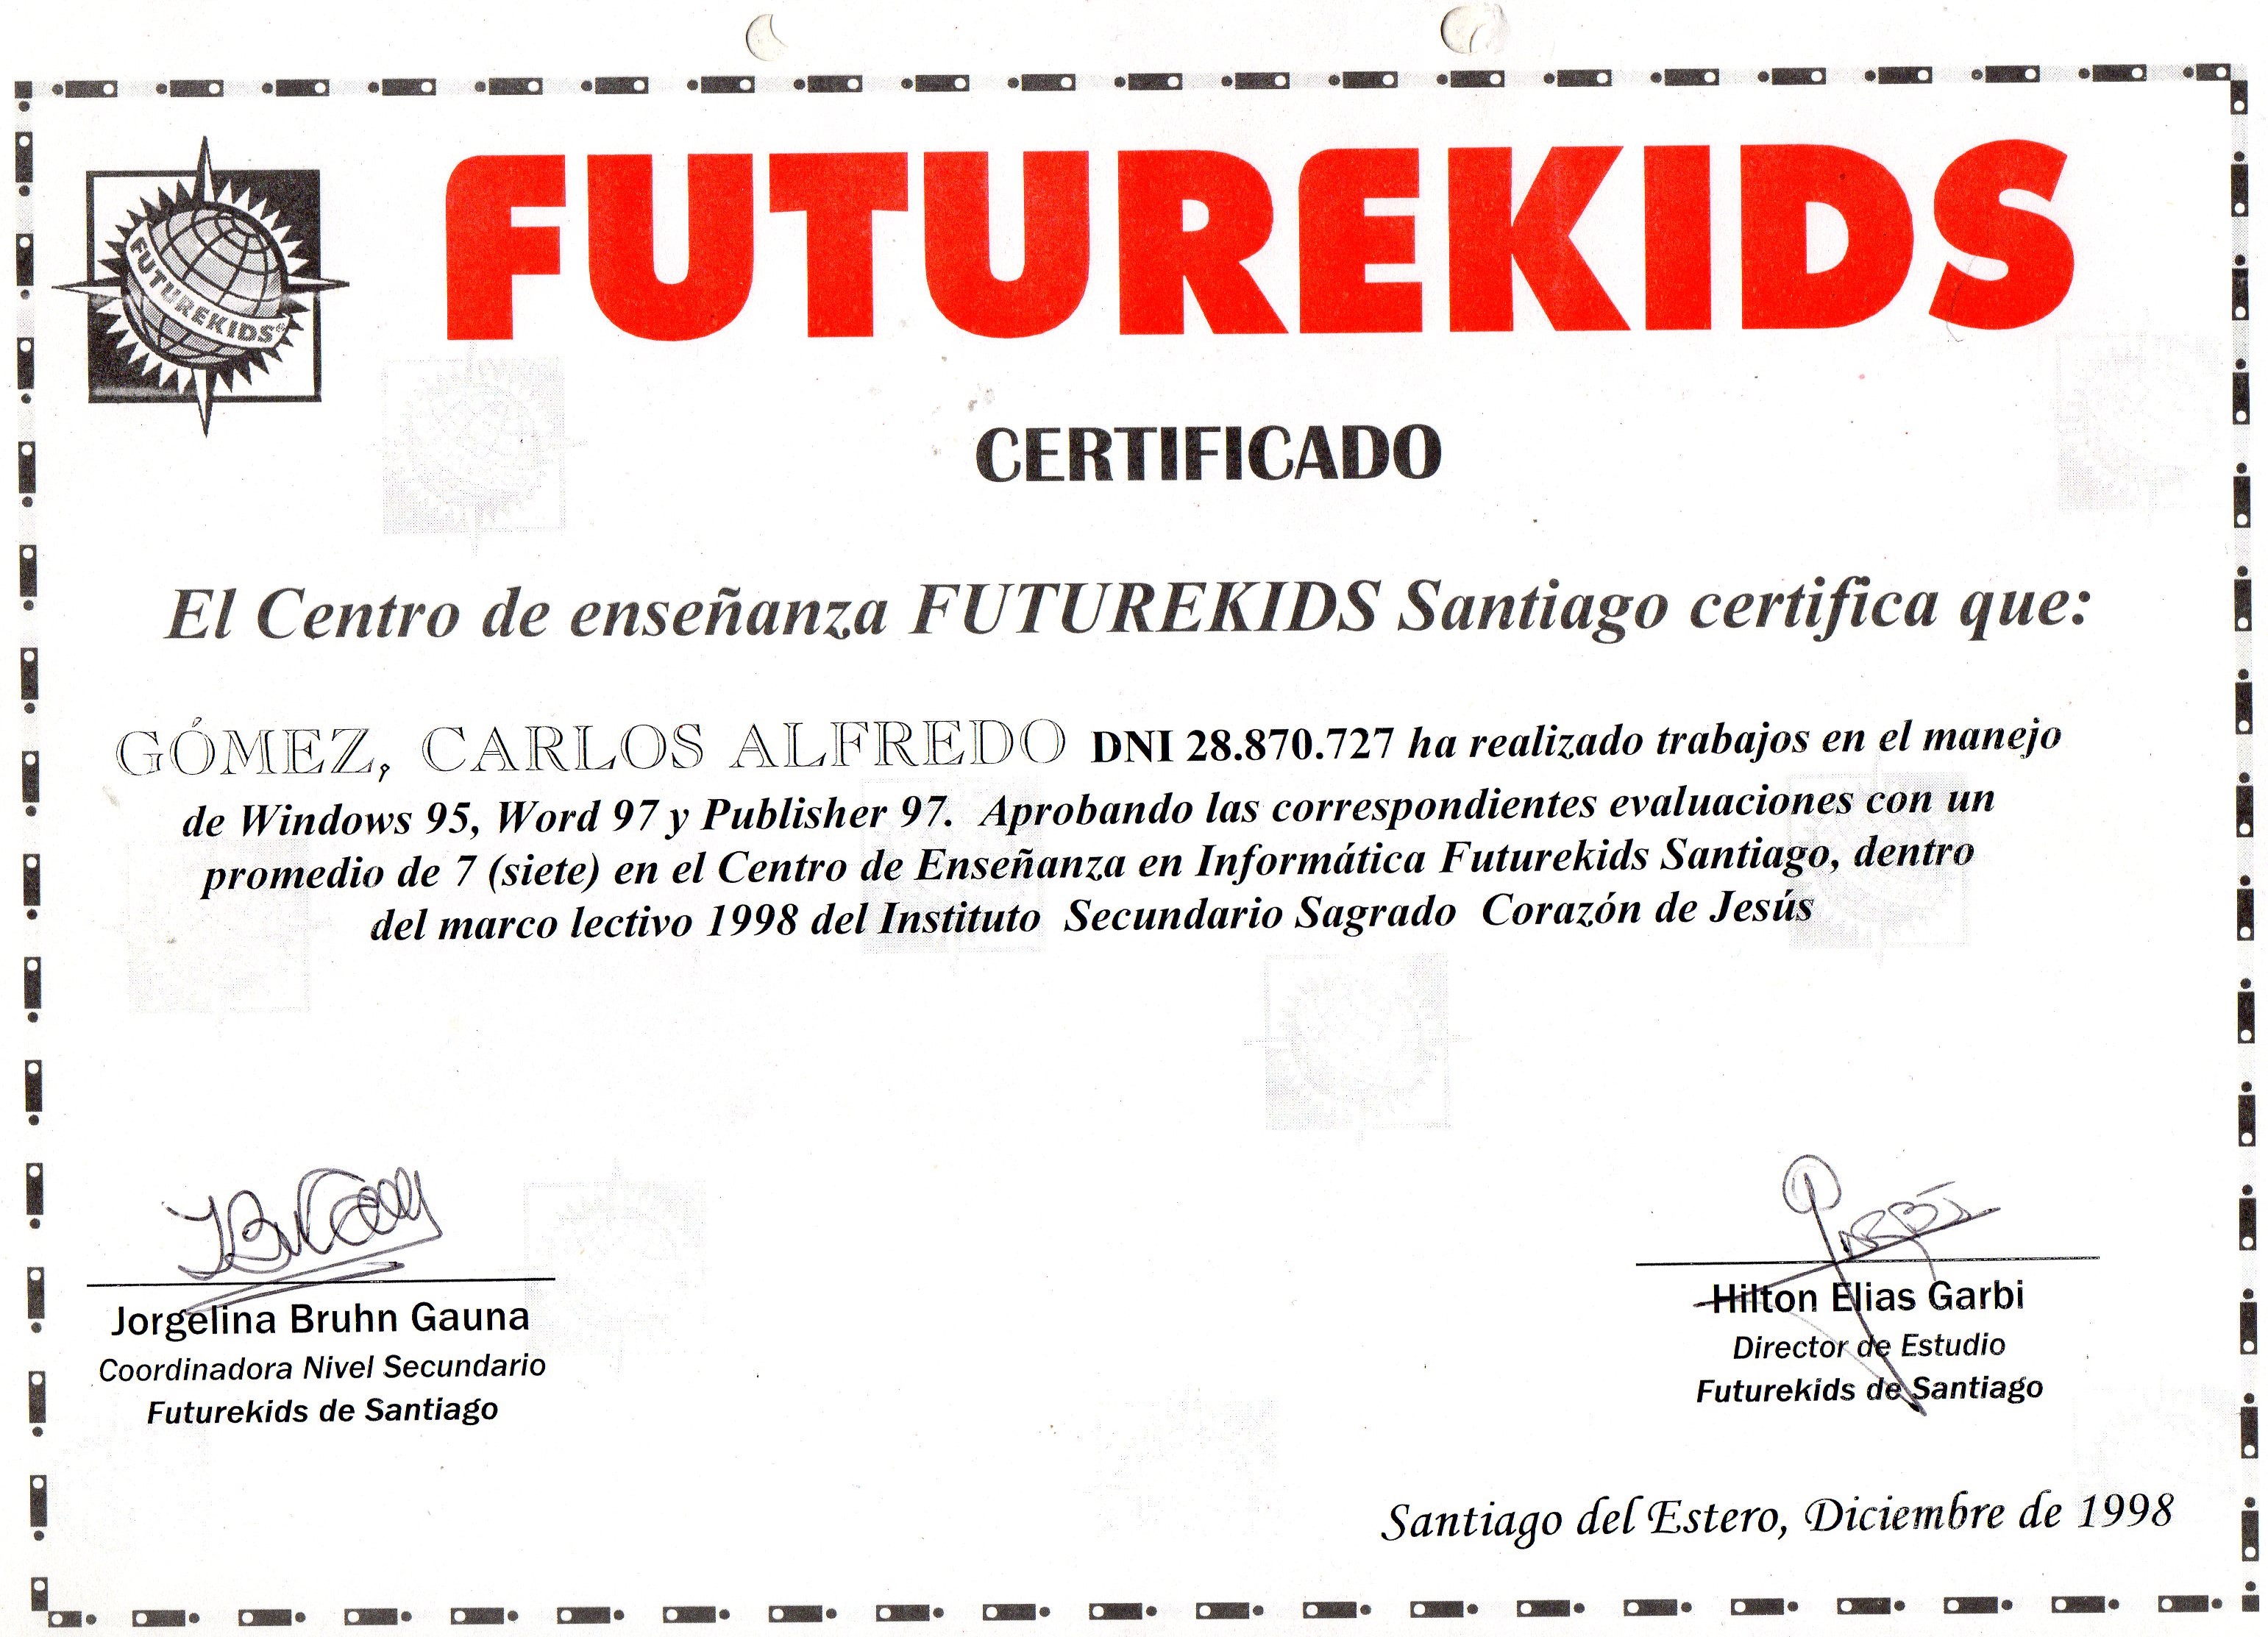 FUTUREKIDS®
FUTUREKIDS
CERTIFICADO
El Centro de enseñanza FUTUREKIDS Santiago certifica que:
GÓMEZ, CARLOS ALFREDO DNI 28.870.727 ha realizado trabajos en el manejo
de Windows 95, Word 97 y Publisher 97. Aprobando las correspondientes evaluaciones con un
promedio de 7 (siete) en el Centro de Enseñanza en Informática Futurekids Santiago, dentro
del marco lectivo 1998 del Instituto Secundario Sagrado Corazón de Jesús
Jorgelina Bruhn Gauna
Coordinadora Nivel Secundario
Futurekids de Santiago
Hilton Elias Garbi
Director de Estudio
Futurekids de Santiago
Santiago del Estero, Diciembre de 1998